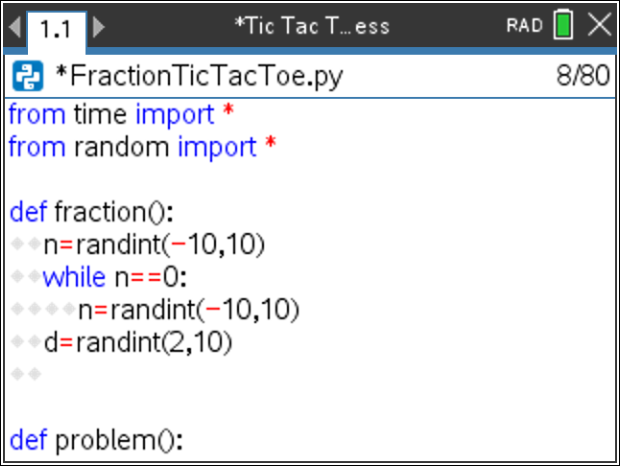 1.1 *Tic Tac T...ess RAD
*FractionTicTacToe.py 8/80
from time import *
from random import *
def fraction():
◆◆n=randint(−10,10)
◆◆while n==0:
◆◆◆◆n=randint(−10,10)
◆◆d=randint(2,10)
◆◆
def problem():